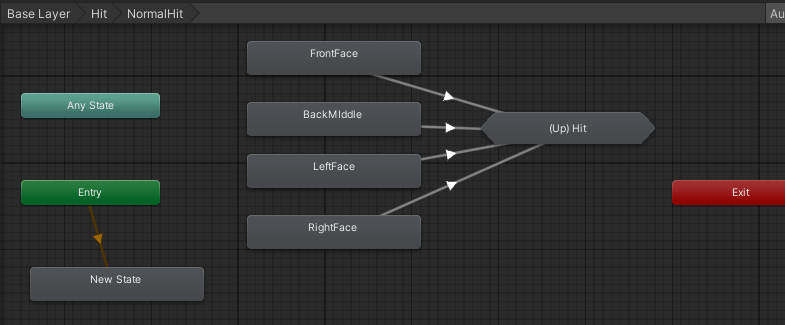 Base Layer Hit NormalHit Au
FrontFace
Any State
BackMIddle
(Up) Hit
LeftFace
Entry
Exit
RightFace
New State